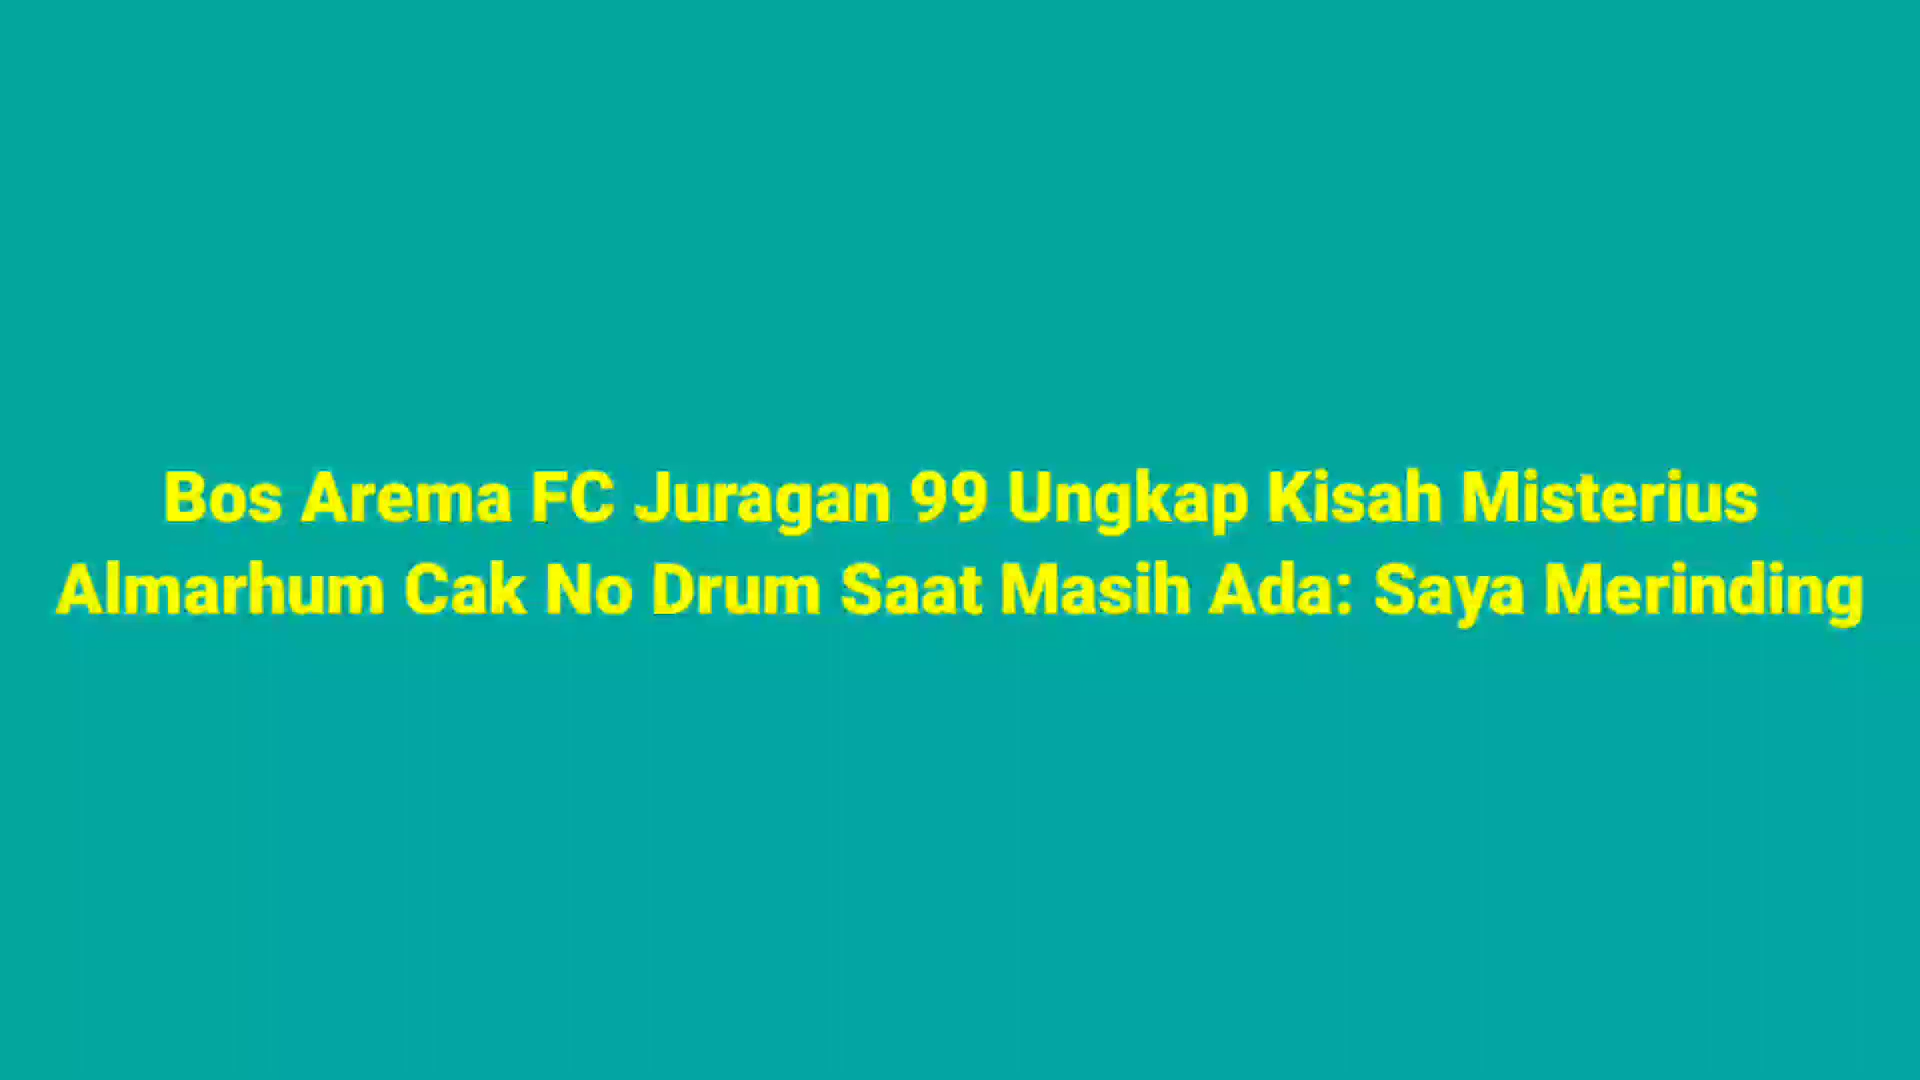 Bos Arema FC Juragan 99 Ungkap Kisah Misterius
Almarhum Cak No Drum Saat Masih Ada: Saya Merinding